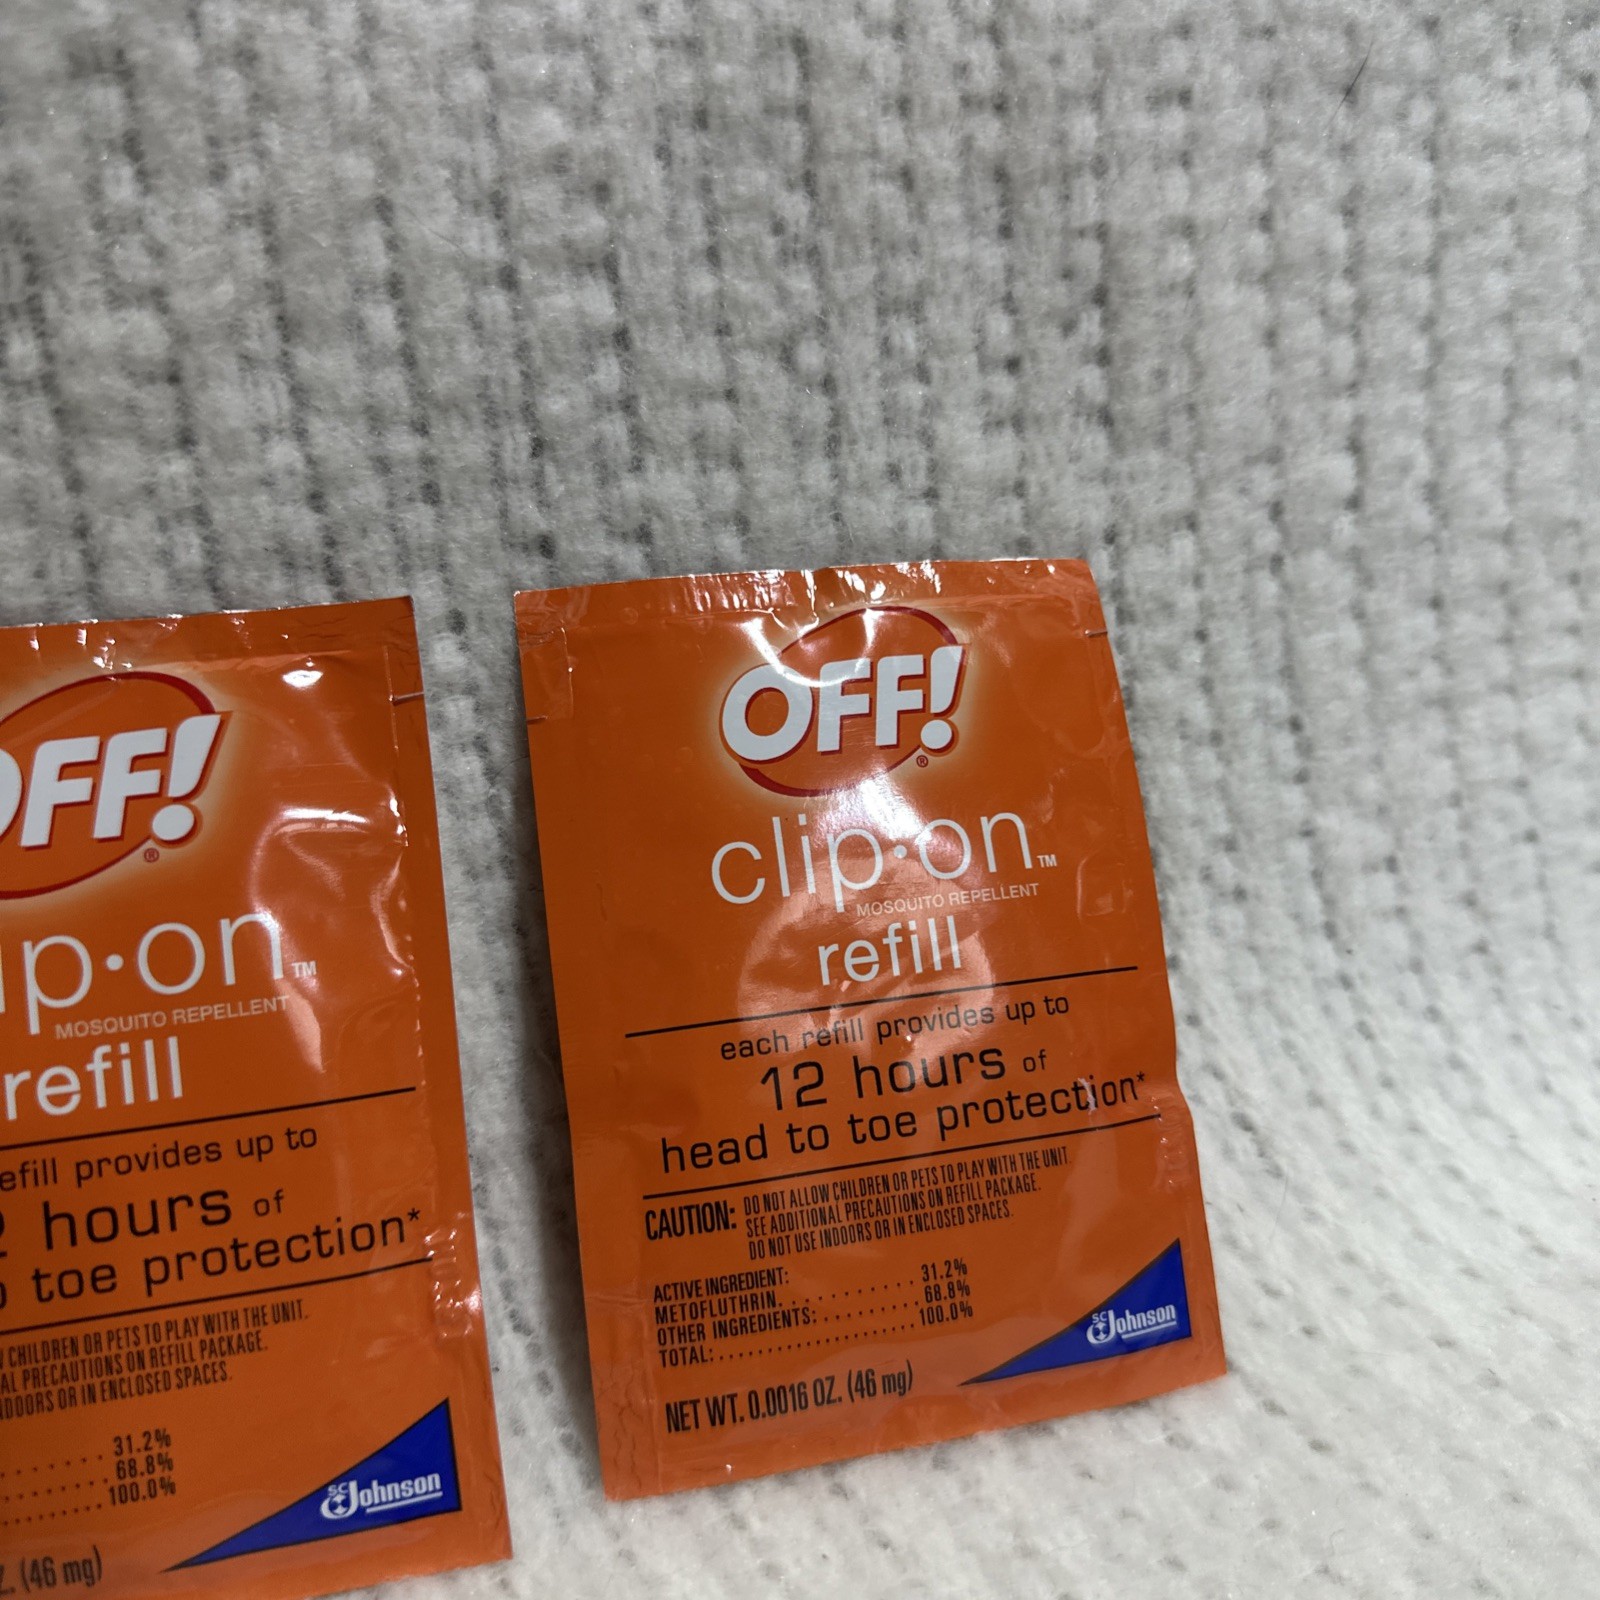 OFF!®
clip·on™
MOSQUITO REPELLENT
refill
refill provides up to
hours of
toe protection*
CHILDREN OR PETS TO PLAY WITH THE UNIT.
PRECAUTIONS ON REFILL PACKAGE.
OR IN ENCLOSED SPACES.
31.2%
68.8%
100.0%
SC Johnson
(46 mg)
OFF!®
clip·on™
MOSQUITO REPELLENT
refill
each refill provides up to
12 hours of
head to toe protection*
CAUTION: DO NOT ALLOW CHILDREN OR PETS TO PLAY WITH THE UNIT.
SEE ADDITIONAL PRECAUTIONS ON REFILL PACKAGE.
DO NOT USE INDOORS OR IN ENCLOSED SPACES.
ACTIVE INGREDIENT:
METOFLUTHRIN. . . . . . . . . . . 31.2%
OTHER INGREDIENTS: . . . . . . . . 68.8%
TOTAL: . . . . . . . . . . . . . . . . . 100.0%
SC Johnson
NET WT. 0.0016 OZ. (46 mg)